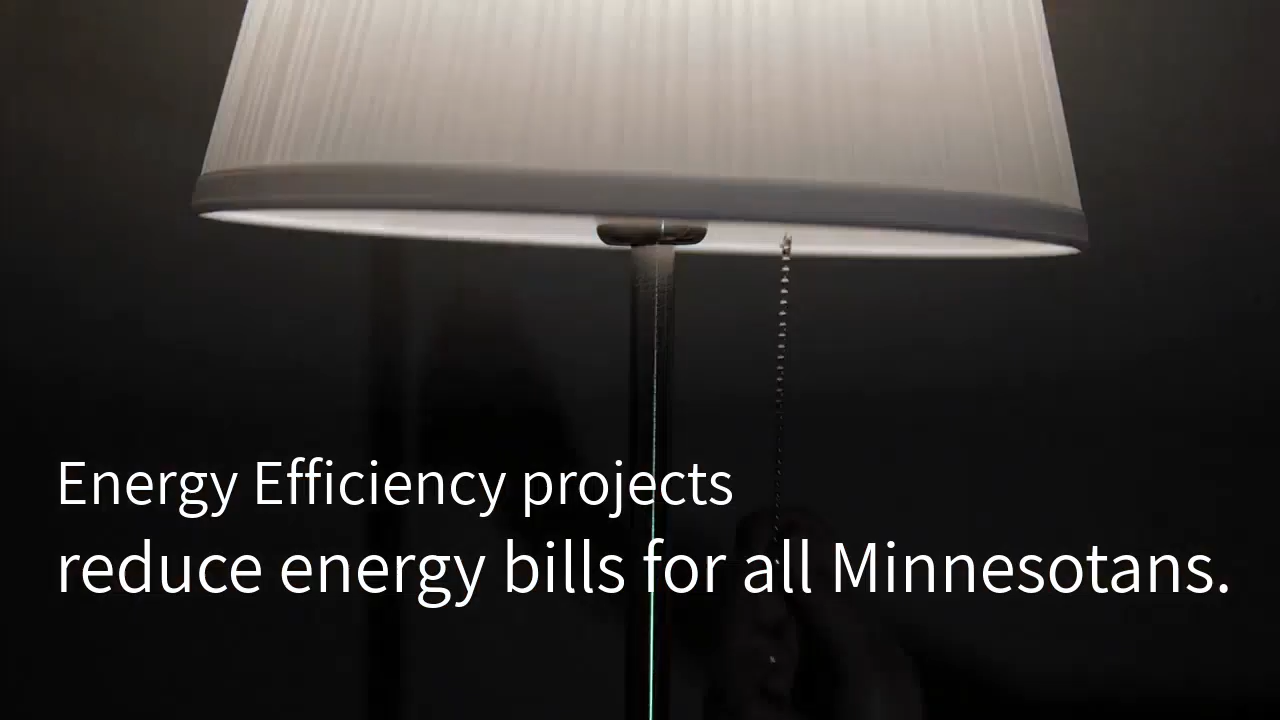 Energy Efficiency projects
reduce energy bills for all Minnesotans.